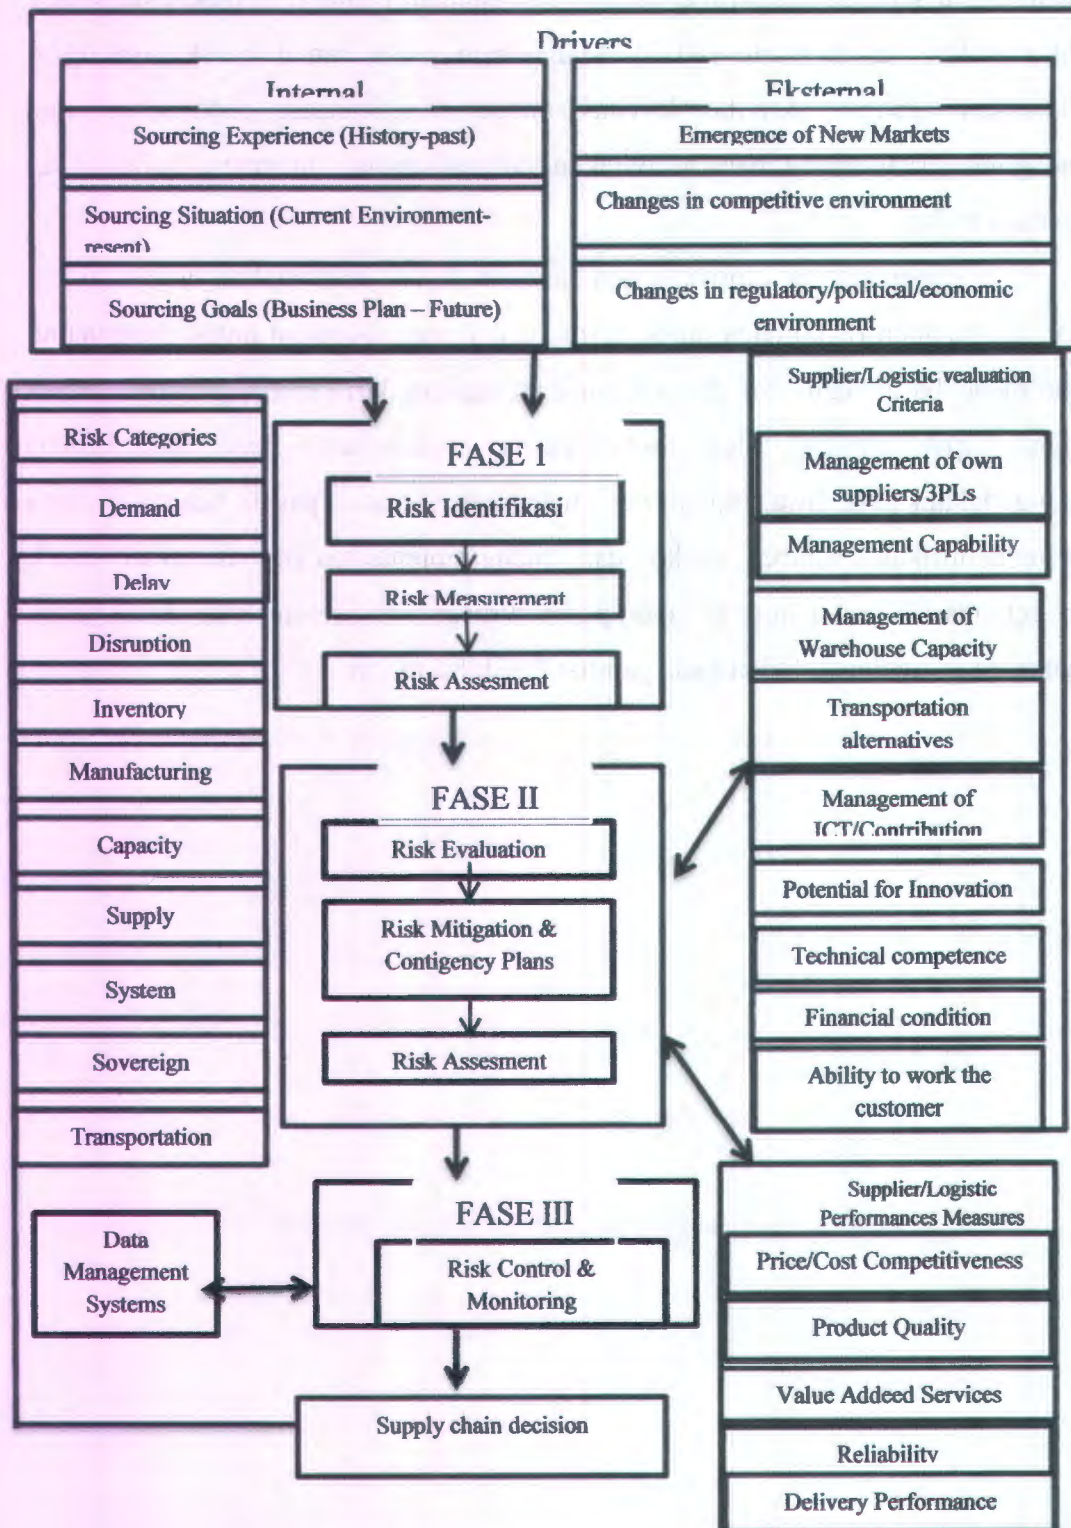 Drivers
Internal
Sourcing Experience (History-past)
Sourcing Situation (Current Environment-
resent)
Sourcing Goals (Business Plan – Future)
Eksternal
Emergence of New Markets
Changes in competitive environment
Changes in regulatory/political/economic
environment
Risk Categories
Demand
Delay
Disruption
Inventory
Manufacturing
Capacity
Supply
System
Sovereign
Transportation
FASE 1
Risk Identifikasi
Risk Measurement
Risk Assesment
FASE II
Risk Evaluation
Risk Mitigation &
Contigency Plans
Risk Assesment
FASE III
Risk Control &
Monitoring
Data
Management
Systems
Supply chain decision
Supplier/Logistic vealuation
Criteria
Management of own
suppliers/3PLs
Management Capability
Management of
Warehouse Capacity
Transportation
alternatives
Management of
ICT/Contribution
Potential for Innovation
Technical competence
Financial condition
Ability to work the
customer
Supplier/Logistic
Performances Measures
Price/Cost Competitiveness
Product Quality
Value Addeed Services
Reliability
Delivery Performance